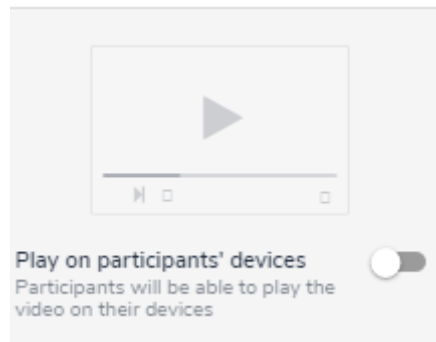 Play on participants' devices
Participants will be able to play the
video on their devices